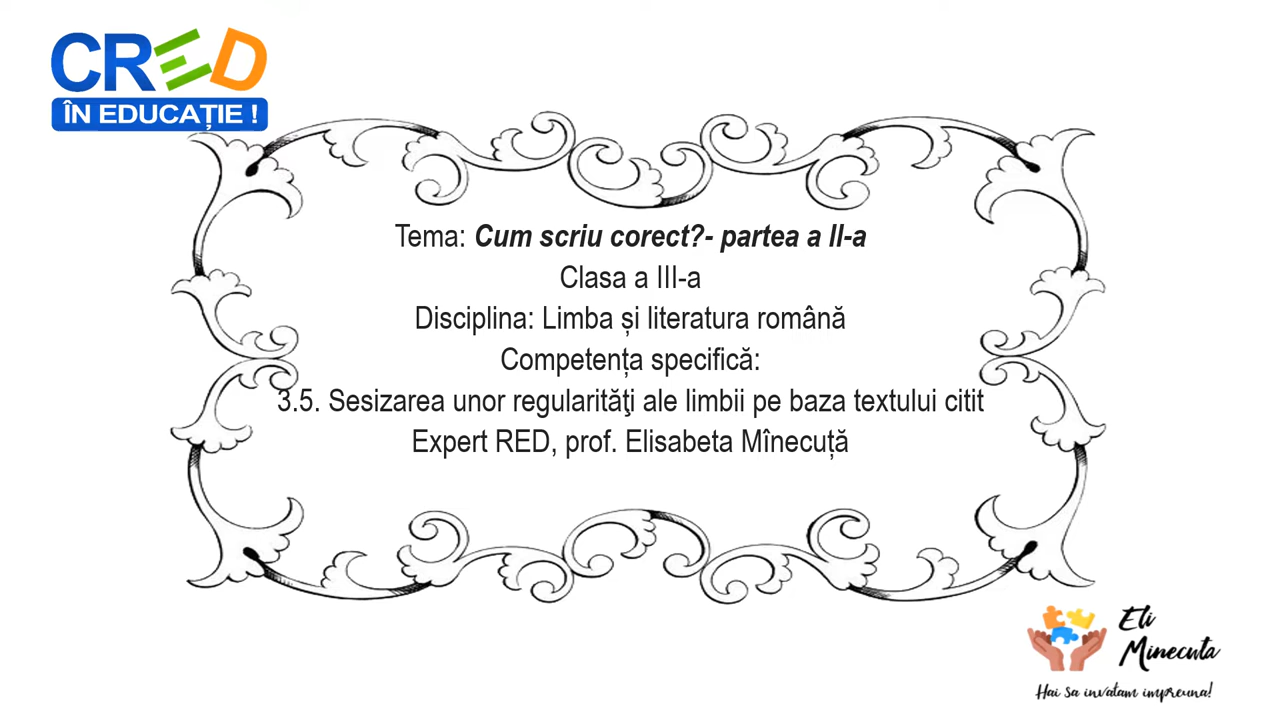 CRED
ÎN EDUCAȚIE !
Tema: Cum scriu corect?- partea a II-a
Clasa a III-a
Disciplina: Limba și literatura română
Competența specifică:
3.5. Sesizarea unor regularităţi ale limbii pe baza textului citit
Expert RED, prof. Elisabeta Mînecuță
Eli
Minecuta
Hai sa invatam impreuna!